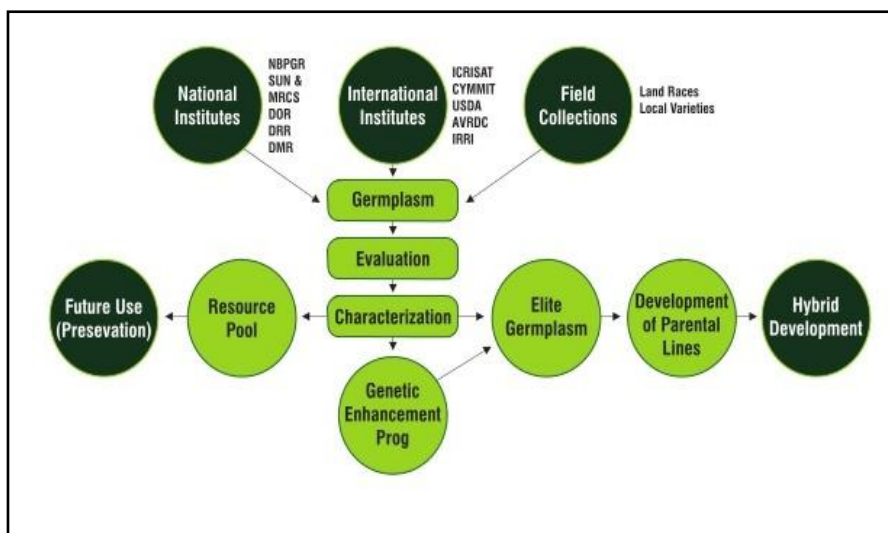 National
Institutes
NBPGR
SUN &
MRCS
DOR
DRR
DMR
International
Institutes
ICRISAT
CYMMIT
USDA
AVRDC
IRRI
Field
Collections
Land Races
Local Varieties
Germplasm
Evaluation
Future Use
(Presevation)
Resource
Pool
Characterization
Elite
Germplasm
Development
of Parental
Lines
Hybrid
Development
Genetic
Enhancement
Prog